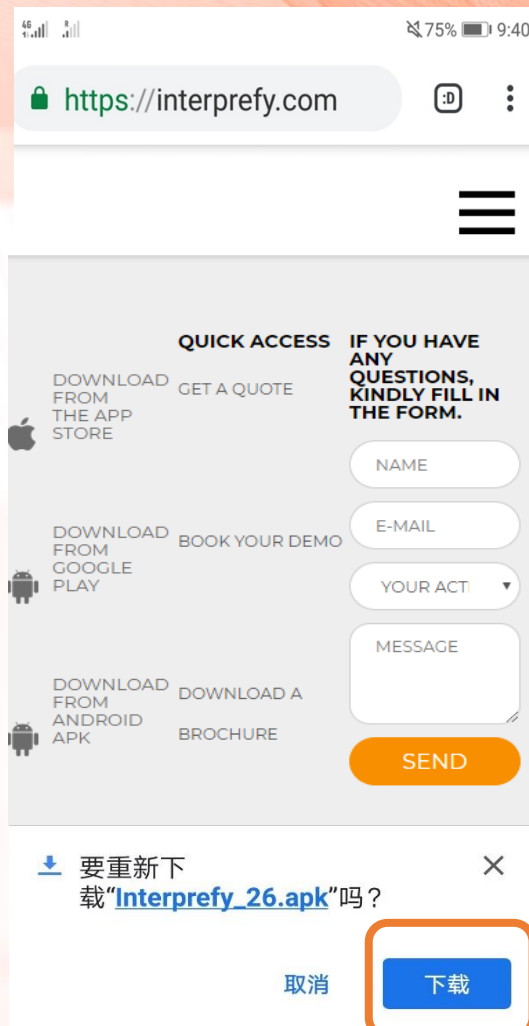 4G R 75% 9:40
https://interprefy.com :D
DOWNLOAD
FROM
THE APP
STORE
DOWNLOAD
FROM
GOOGLE
PLAY
DOWNLOAD
FROM
ANDROID
APK
QUICK ACCESS
GET A QUOTE
BOOK YOUR DEMO
DOWNLOAD A
BROCHURE
IF YOU HAVE
ANY
QUESTIONS,
KINDLY FILL IN
THE FORM.
NAME
E-MAIL
YOUR ACTI
MESSAGE
SEND
要重新下
载“Interprefy_26.apk”吗？
取消 下载